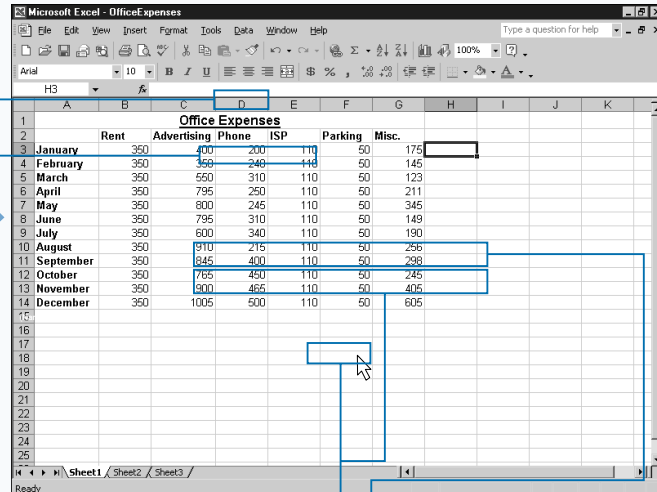 Microsoft Excel - OfficeExpenses
File Edit View Insert Format Tools Data Window Help Type a question for help
100%
Arial 10 B I U $ % ,
H3 fx
A B C D E F G H I J K
1 Office Expenses
2 Rent Advertising Phone ISP Parking Misc.
3 January 350 400 200 110 50 175
4 February 350 350 240 110 50 145
5 March 350 550 310 110 50 123
6 April 350 795 250 110 50 211
7 May 350 800 245 110 50 345
8 June 350 795 310 110 50 149
9 July 350 600 340 110 50 190
10 August 350 910 215 110 50 256
11 September 350 845 400 110 50 298
12 October 350 765 450 110 50 245
13 November 350 900 465 110 50 405
14 December 350 1005 500 110 50 605
15
16
17
18
19
20
21
22
23
24
25
Sheet1 Sheet2 Sheet3
Ready